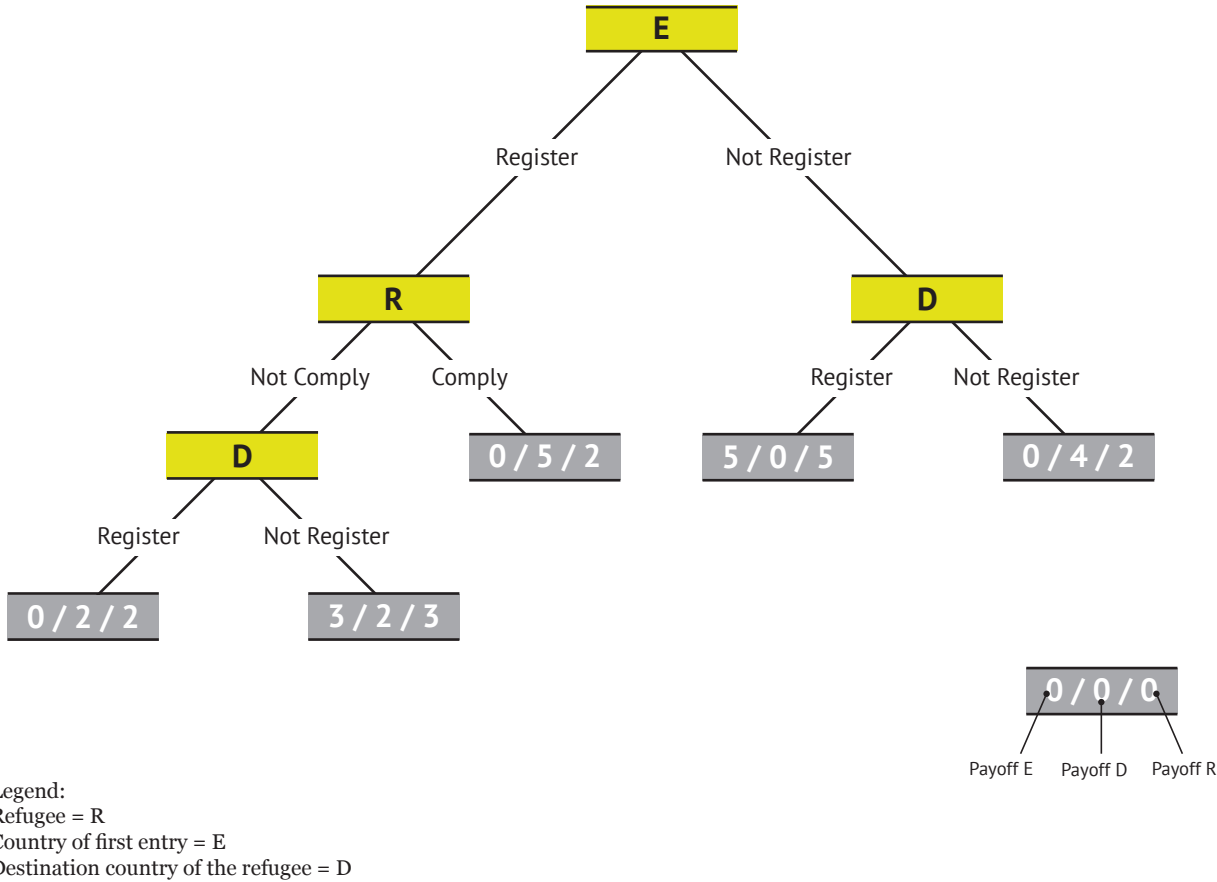 E
Register Not Register
R D
Not Comply Comply Register Not Register
D 0 / 5 / 2 5 / 0 / 5 0 / 4 / 2
Register Not Register
0 / 2 / 2 3 / 2 / 3
0 / 0 / 0
Payoff E Payoff D Payoff R
Legend:
Refugee = R
Country of first entry = E
Destination country of the refugee = D